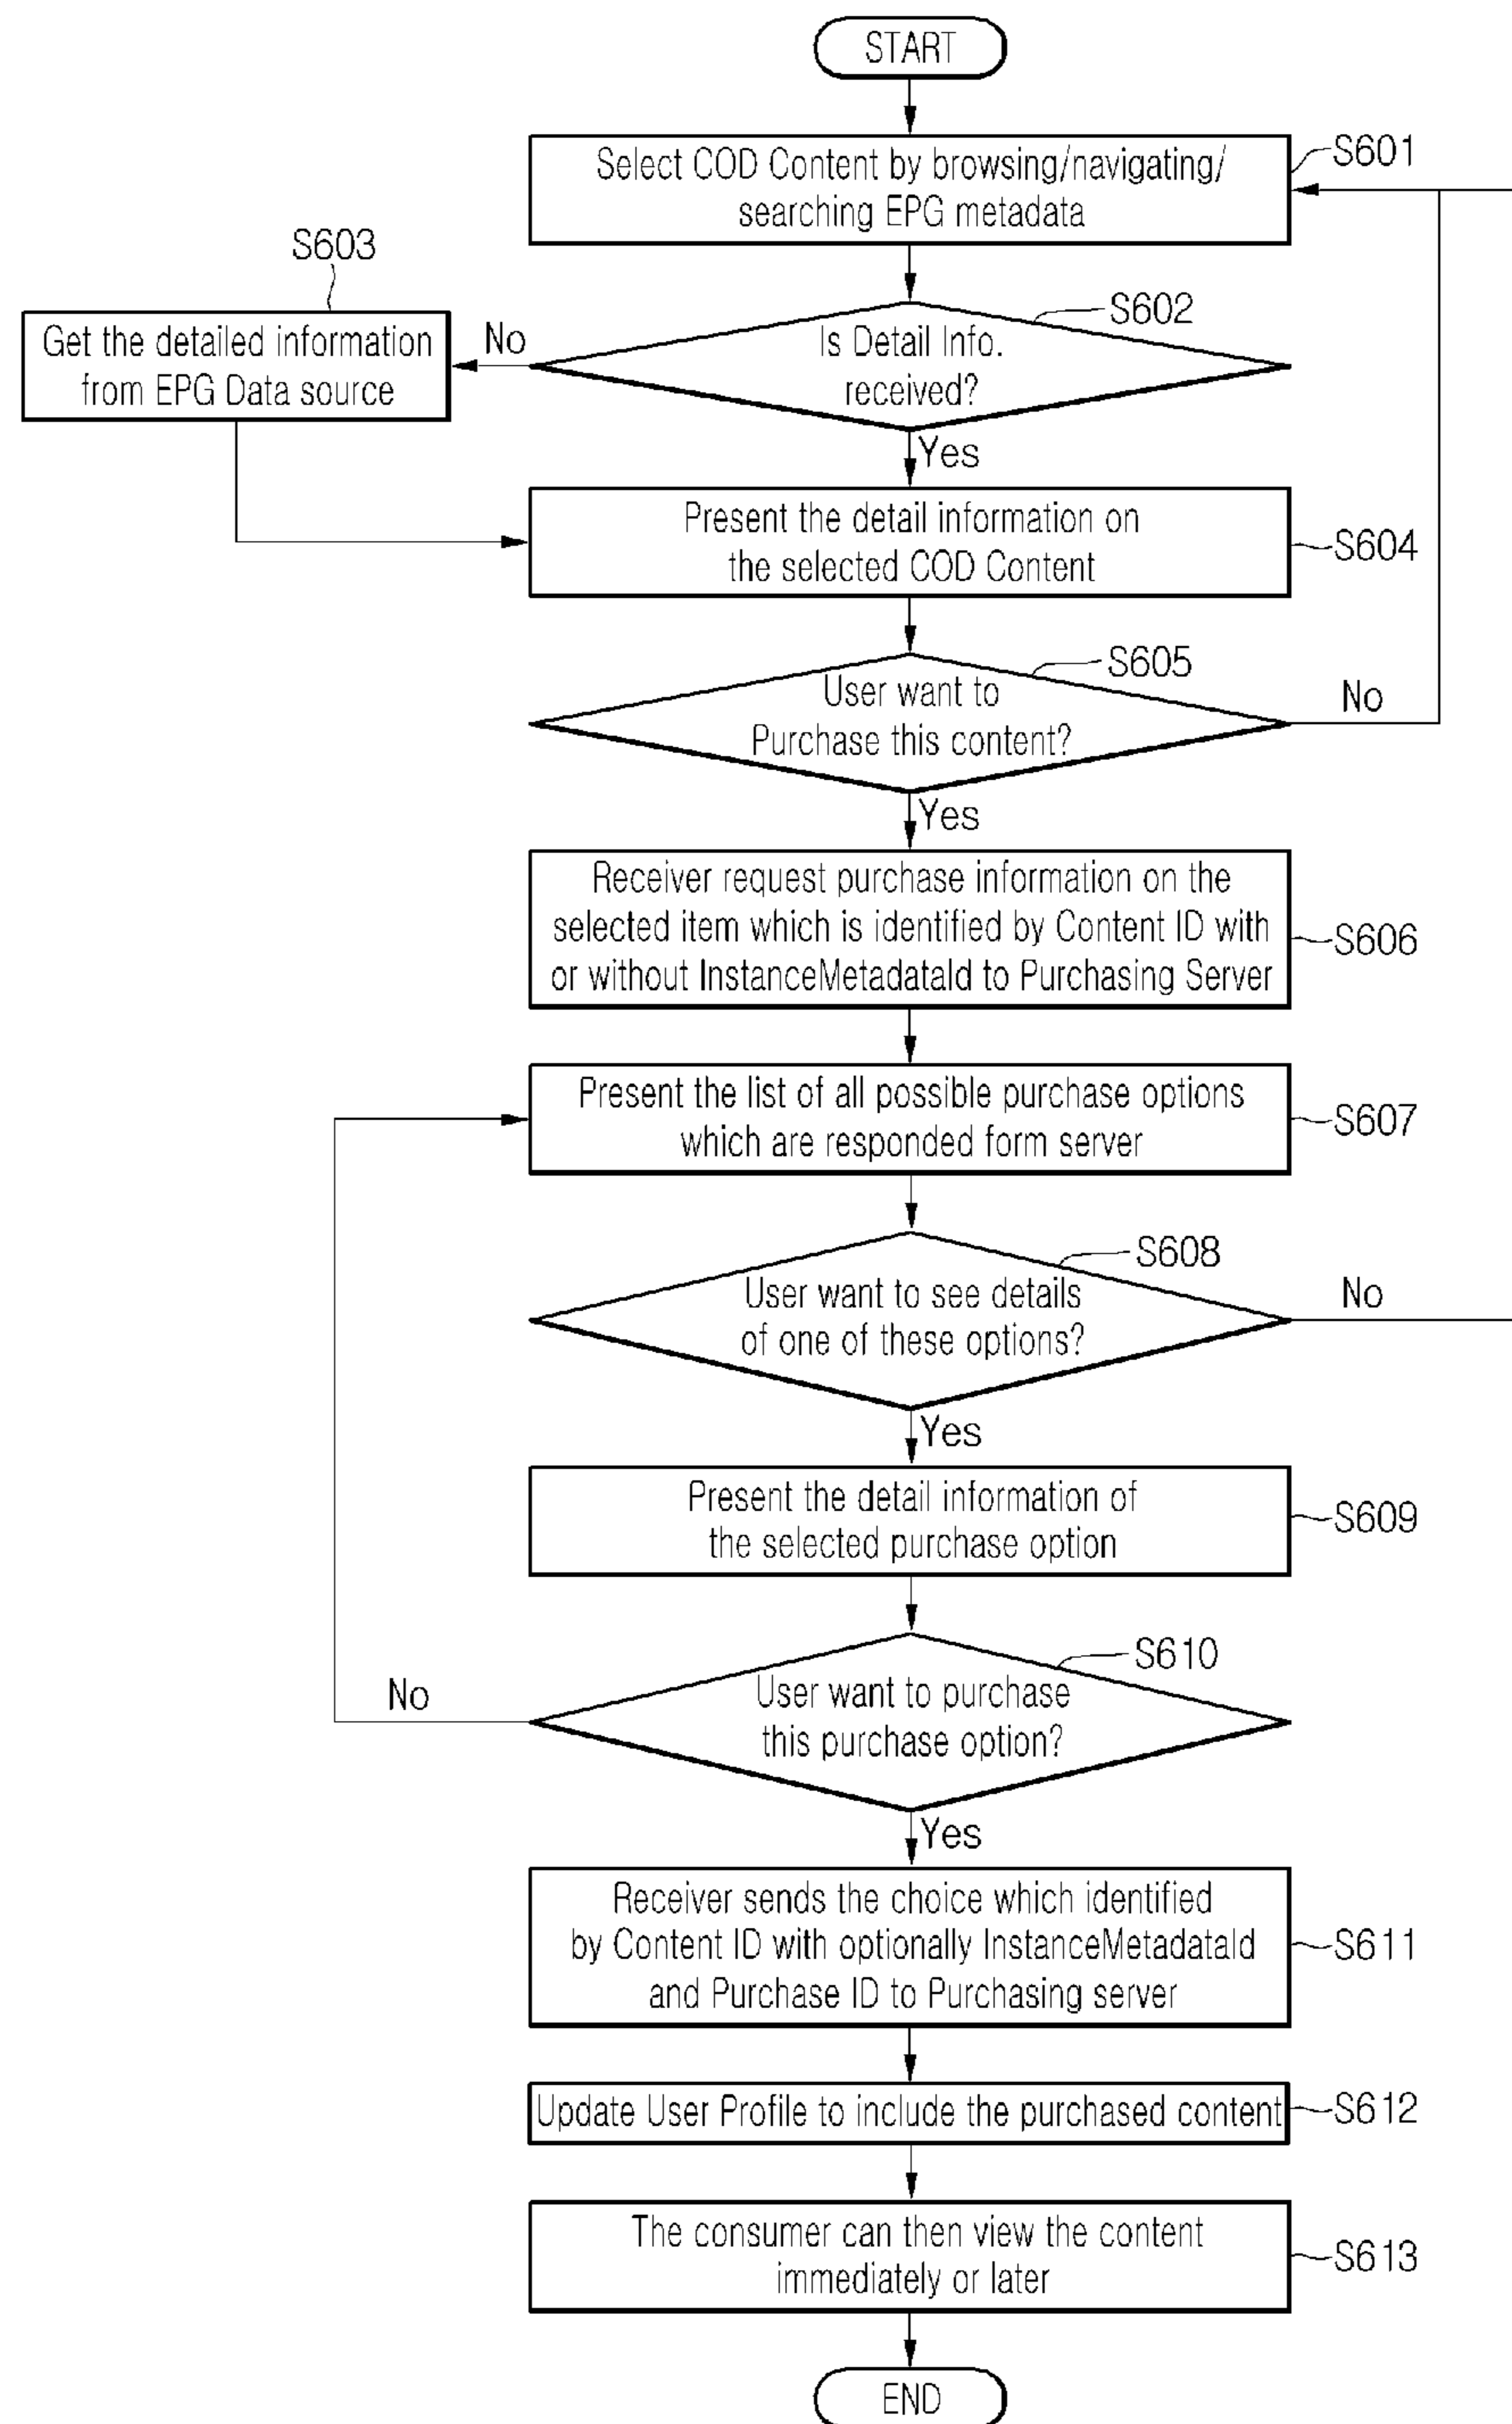 START
Select COD Content by browsing/navigating/
searching EPG metadata
S601
S603
Get the detailed information
from EPG Data source
No
Is Detail Info.
received?
S602
Yes
Present the detail information on
the selected COD Content
S604
User want to
Purchase this content?
S605
No
Yes
Receiver request purchase information on the
selected item which is identified by Content ID with
or without InstanceMetadataId to Purchasing Server
S606
Present the list of all possible purchase options
which are responded form server
S607
User want to see details
of one of these options?
S608
No
Yes
Present the detail information of
the selected purchase option
S609
User want to purchase
this purchase option?
S610
No
Yes
Receiver sends the choice which identified
by Content ID with optionally InstanceMetadataId
and Purchase ID to Purchasing server
S611
Update User Profile to include the purchased content
S612
The consumer can then view the content
immediately or later
S613
END